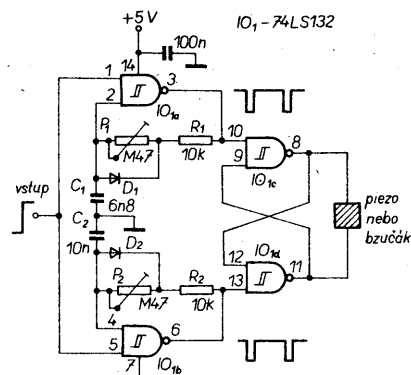 +5 V
IO₁ – 74LS132
100n
14
1
2
3
IO₁ₐ
P₁
M47
R₁
10k
10
9
8
IO₁c
D₁
C₁
6n8
vstup
C₂
10n
D₂
piezo
nebo
bzučák
P₂
M47
R₂
10k
12
13
IO₁d
11
4
5
6
7
IO₁b